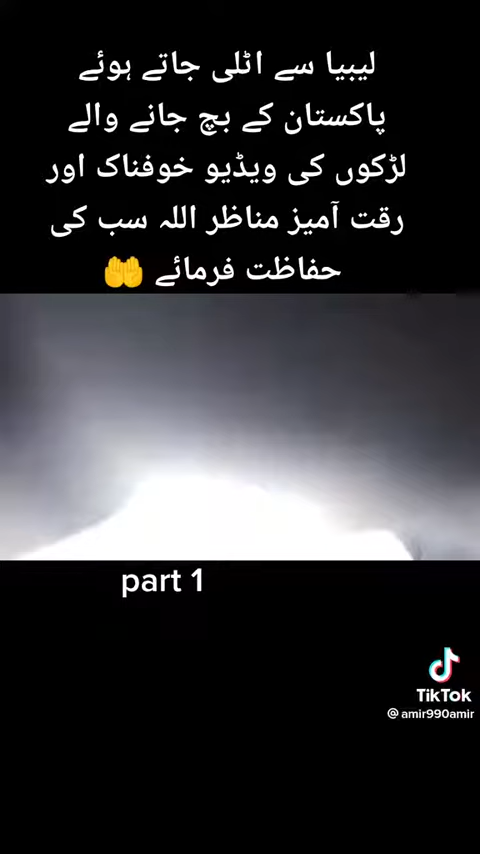 لیبیا سے اٹلی جاتے ہوئے
پاکستان کے بچ جانے والے
لڑکوں کی ویڈیو خوفناک اور
رقت آمیز مناظر اللہ سب کی
حفاظت فرمائے 🤲
part 1
TikTok
@amir990amir